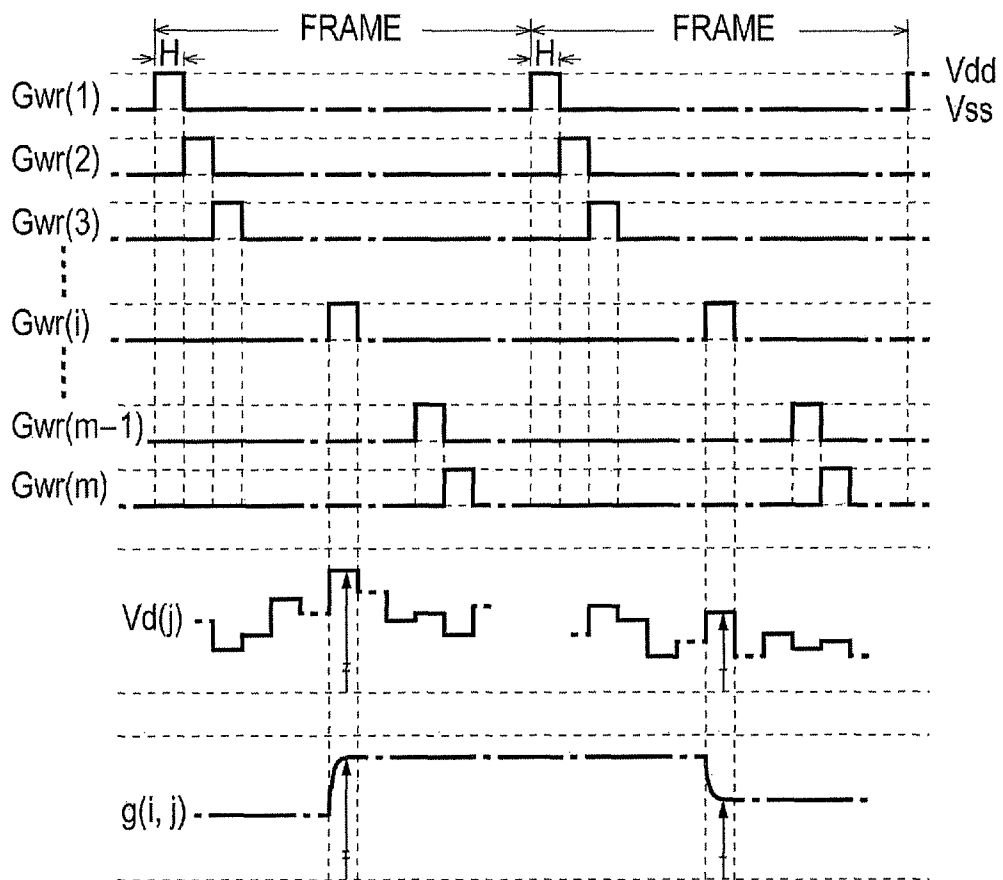 FRAME FRAME
H H
Gwr(1) Vdd
Vss
Gwr(2)
Gwr(3)
Gwr(i)
Gwr(m–1)
Gwr(m)
Vd(j)
g(i, j)